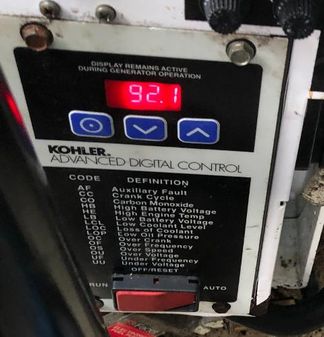 DISPLAY REMAINS ACTIVE
DURING GENERATOR OPERATION
92.1
KOHLER.
ADVANCED DIGITAL CONTROL
CODE DEFINITION
AF Auxiliary Fault
CC Crank Cycle
CO Carbon Monoxide
HB High Battery Voltage
HE High Engine Temp
LB Low Battery Voltage
LCL Low Coolant Level
LOC Loss of Coolant
LOP Low Oil Pressure
OC Over Crank
OF Over Frequency
OS Over Speed
OU Over Voltage
UF Under Frequency
UU Under Voltage
OFF/RESET
RUN AUTO